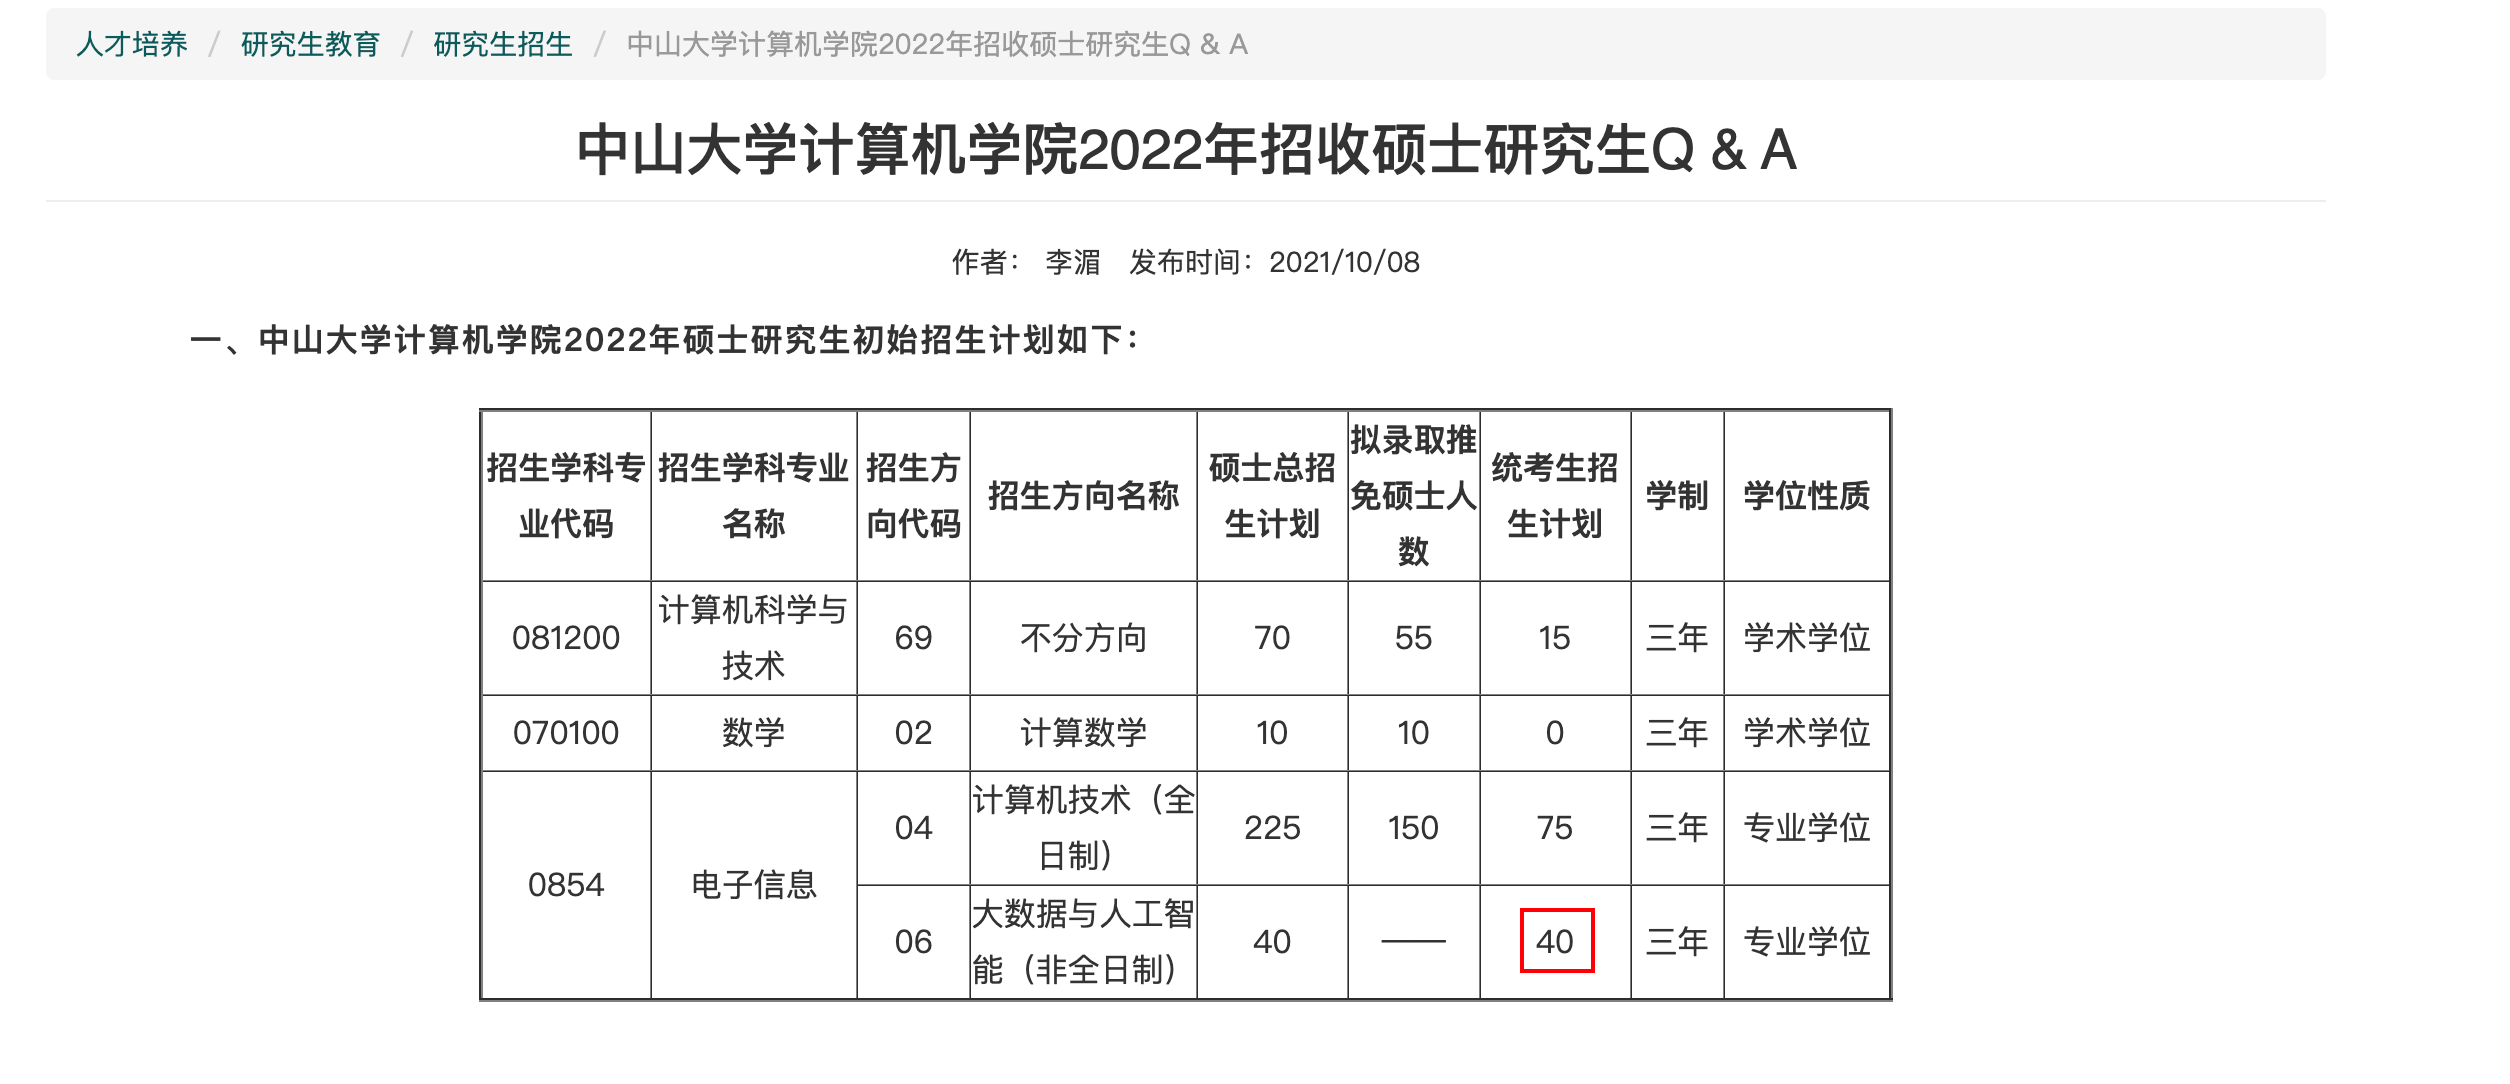 人才培养 / 研究生教育 / 研究生招生 / 中山大学计算机学院2022年招收硕士研究生Q & A
中山大学计算机学院2022年招收硕士研究生Q & A
作者： 李湄 发布时间：2021/10/08
一、中山大学计算机学院2022年硕士研究生初始招生计划如下：
招生学科专
业代码
招生学科专业
名称
招生方
向代码
招生方向名称
硕士总招
生计划
拟录取推
免硕士人
数
统考生招
生计划
学制
学位性质
081200
计算机科学与
技术
69
不分方向
70
55
15
三年
学术学位
070100
数学
02
计算数学
10
10
0
三年
学术学位
0854
电子信息
04
计算机技术（全
日制）
225
150
75
三年
专业学位
06
大数据与人工智
能（非全日制）
40
——
40
三年
专业学位